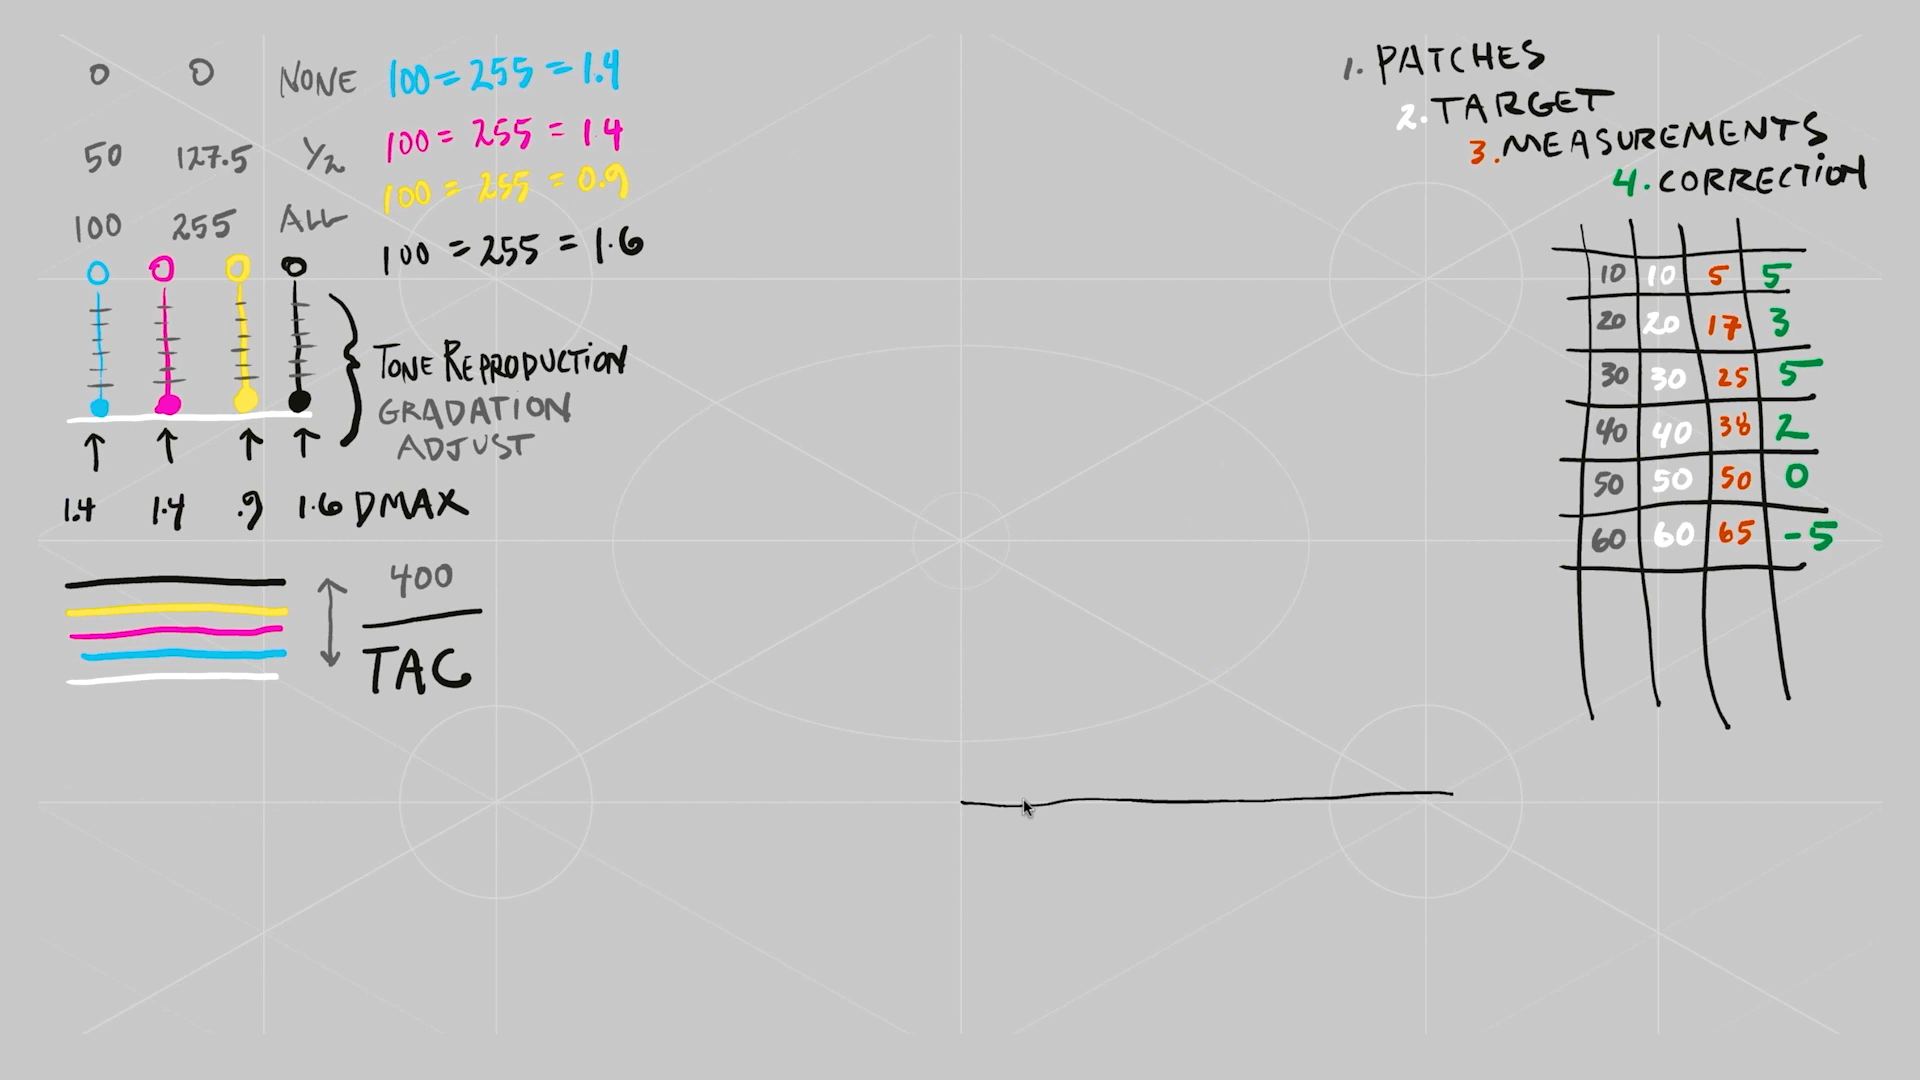 0 0 NONE
50 127.5 1/2
100 255 ALL
100 = 255 = 1.4
100 = 255 = 1.4
100 = 255 = 0.9
100 = 255 = 1.6
TONE REPRODUCTION
GRADATION
ADJUST
1.4 1.4 .9 1.6 DMAX
400
TAC
1. PATCHES
2. TARGET
3. MEASUREMENTS
4. CORRECTION
10 10 5 5
20 20 17 3
30 30 25 5
40 40 38 2
50 50 50 0
60 60 65 -5